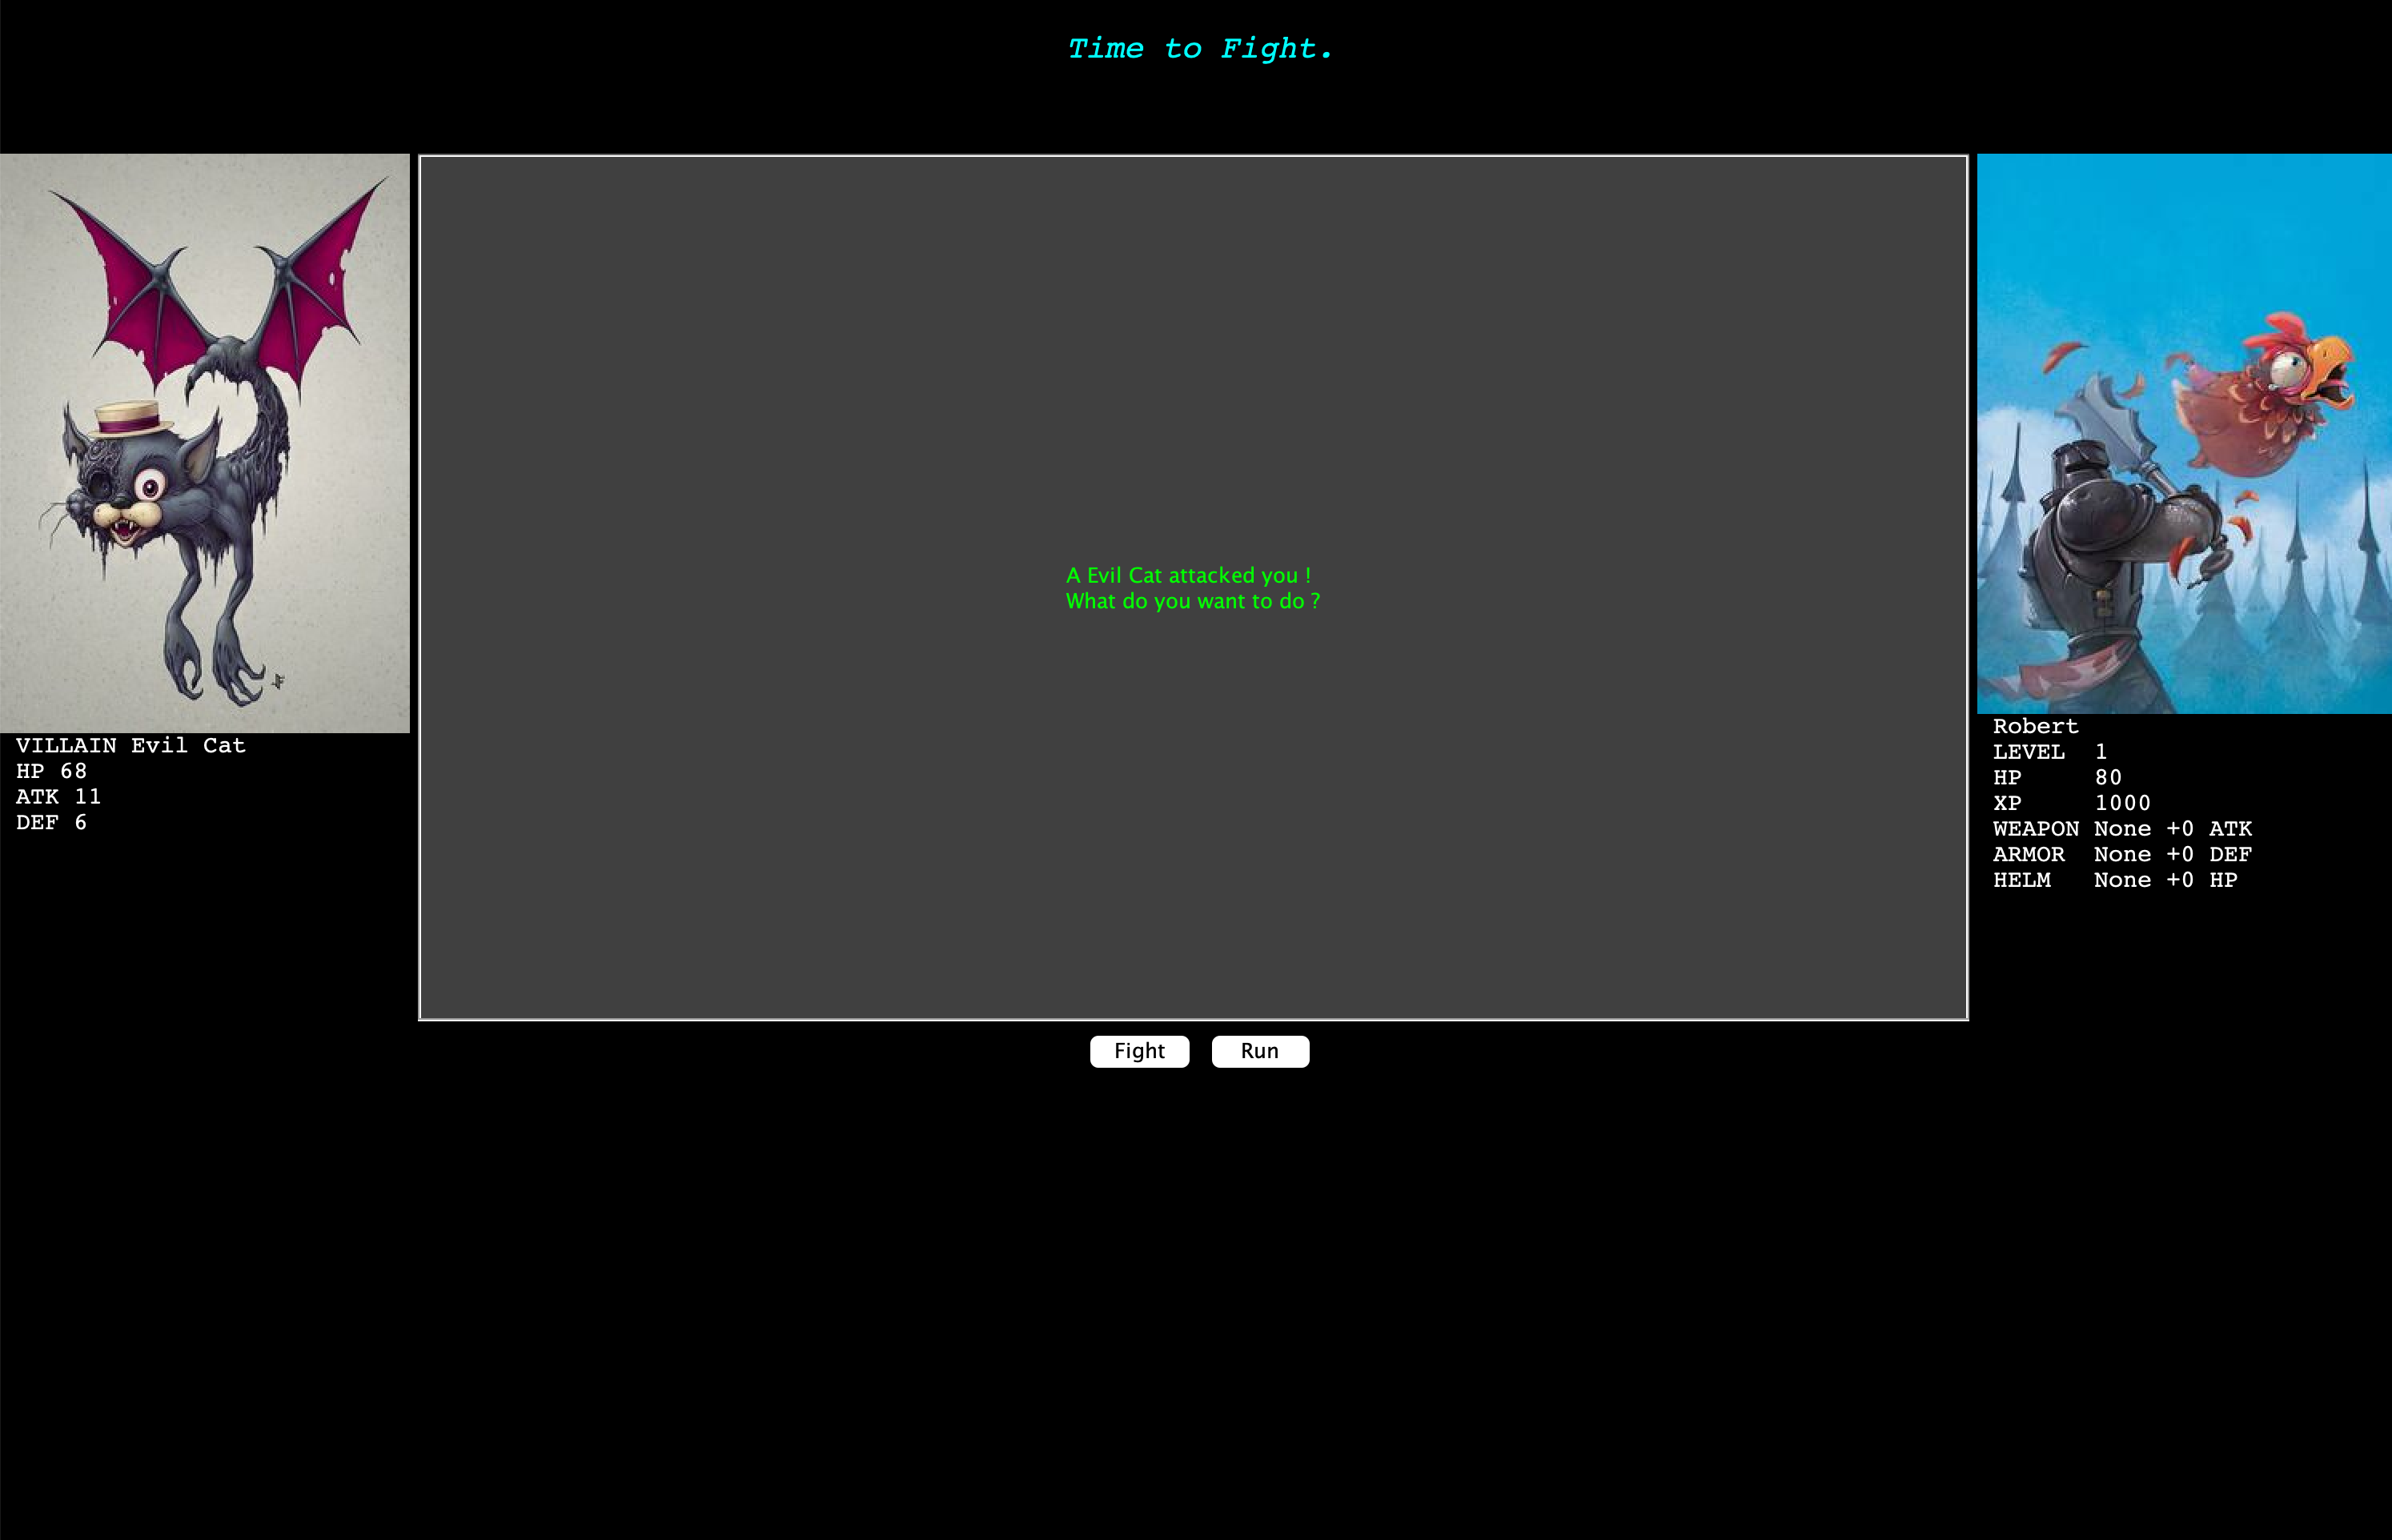 Time to Fight.
A Evil Cat attacked you !
What do you want to do ?
VILLAIN Evil Cat
HP 68
ATK 11
DEF 6
Robert
LEVEL 1
HP 80
XP 1000
WEAPON None +0 ATK
ARMOR None +0 DEF
HELM None +0 HP
Fight
Run